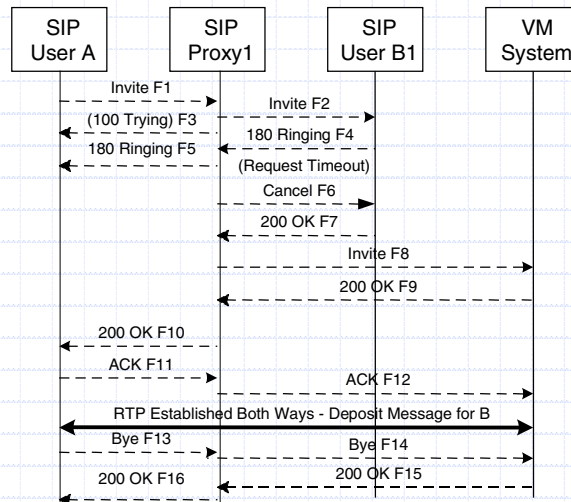 SIP
User A
SIP
Proxy1
SIP
User B1
VM
System
Invite F1
Invite F2
(100 Trying) F3
180 Ringing F4
180 Ringing F5
(Request Timeout)
Cancel F6
200 OK F7
Invite F8
200 OK F9
200 OK F10
ACK F11
ACK F12
RTP Established Both Ways - Deposit Message for B
Bye F13
Bye F14
200 OK F15
200 OK F16